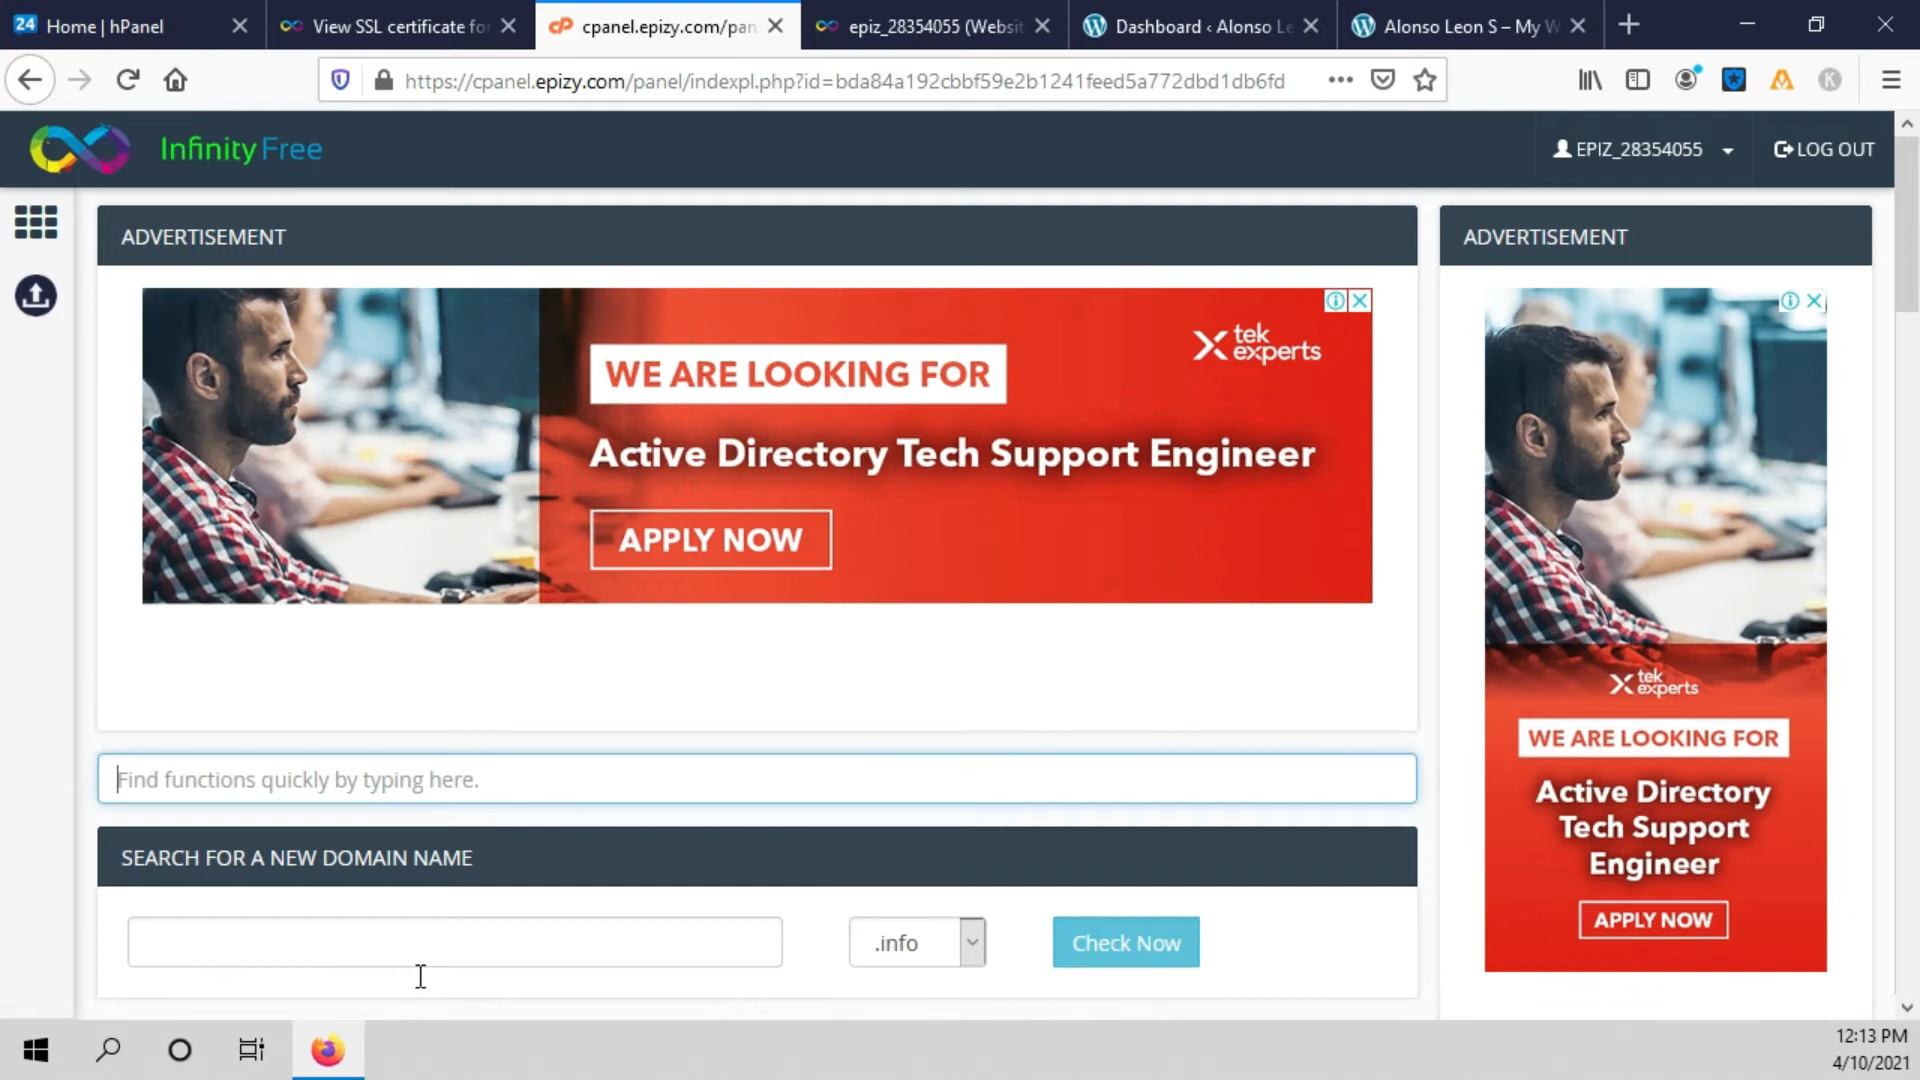 24 Home | hPanel
View SSL certificate for
cpanel.epizy.com/pan
epiz_28354055 (Websit
Dashboard ‹ Alonso Le
Alonso Leon S – My W
https://cpanel.epizy.com/panel/indexpl.php?id=bda84a192cbbf59e2b1241feed5a772dbd1db6fd
K
InfinityFree
EPIZ_28354055
LOG OUT
ADVERTISEMENT
tek
experts
WE ARE LOOKING FOR
Active Directory Tech Support Engineer
APPLY NOW
ADVERTISEMENT
tek
experts
WE ARE LOOKING FOR
Active Directory
Tech Support
Engineer
APPLY NOW
Find functions quickly by typing here.
SEARCH FOR A NEW DOMAIN NAME
.info
Check Now
12:13 PM
4/10/2021